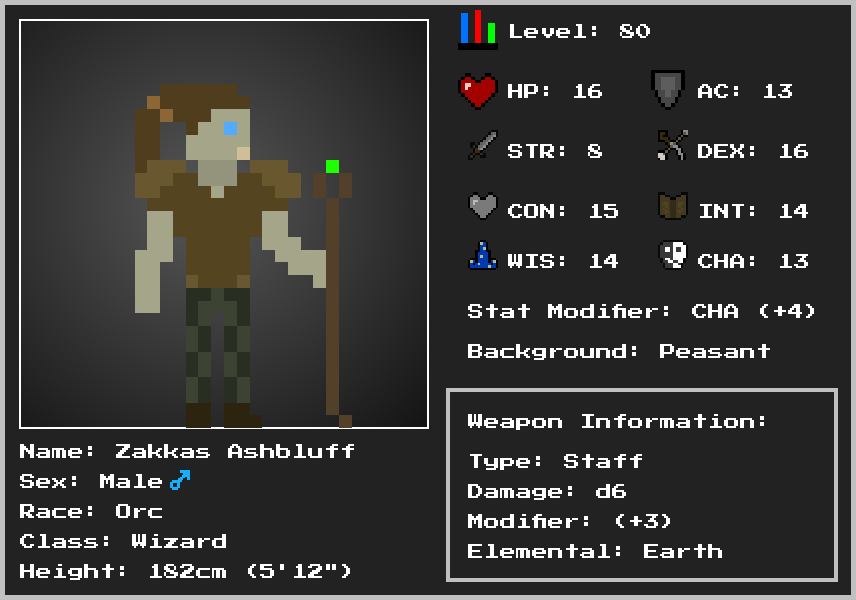 Level: 80
HP: 16 AC: 13
STR: 8 DEX: 16
CON: 15 INT: 14
WIS: 14 CHA: 13
Stat Modifier: CHA (+4)
Background: Peasant
Weapon Information:
Type: Staff
Damage: d6
Modifier: (+3)
Elemental: Earth
Name: Zakkas Ashbluff
Sex: Male ♂
Race: Orc
Class: Wizard
Height: 182cm (5'12")